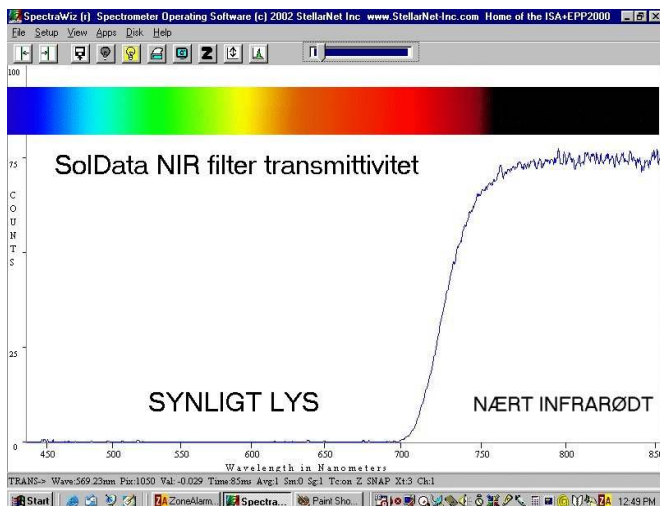 SpectraWiz (r)  Spectrometer Operating Software (c) 2002 StellarNet Inc  www.StellarNet-Inc.com  Home of the ISA+EPP2000
File Setup View Apps Disk Help
Z
100
SolData NIR filter transmittivitet
75
COUNTS
25
SYNLIGT LYS
NÆRT INFRARØDT
0
450 500 550 600 650 700 750 800 850
Wavelength in Nanometers
TRANS-> Wave:569.23nm Pix:1050 Val:-0.029 Time:85ms Avg:1 Sm:0 Sg:1 Tc:on Z SNAP Xt:3 Ch:1
Start ZoneAlarm... Spectra... Paint Sho... ZA 12:49 PM